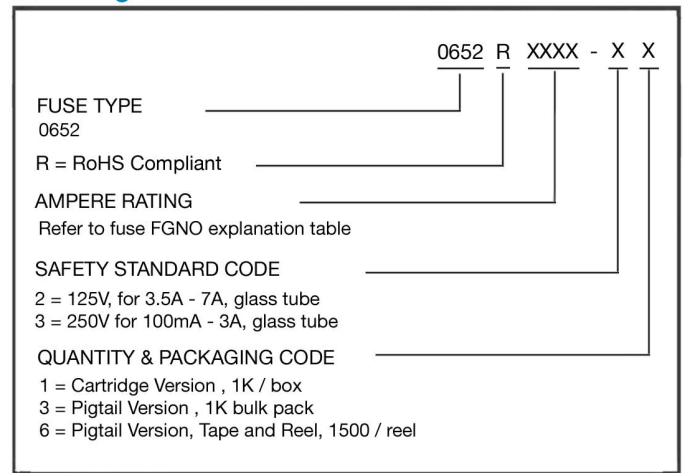 0652 R XXXX - X X
FUSE TYPE
0652
R = RoHS Compliant
AMPERE RATING
Refer to fuse FGNO explanation table
SAFETY STANDARD CODE
2 = 125V, for 3.5A - 7A, glass tube
3 = 250V for 100mA - 3A, glass tube
QUANTITY & PACKAGING CODE
1 = Cartridge Version , 1K / box
3 = Pigtail Version , 1K bulk pack
6 = Pigtail Version, Tape and Reel, 1500 / reel